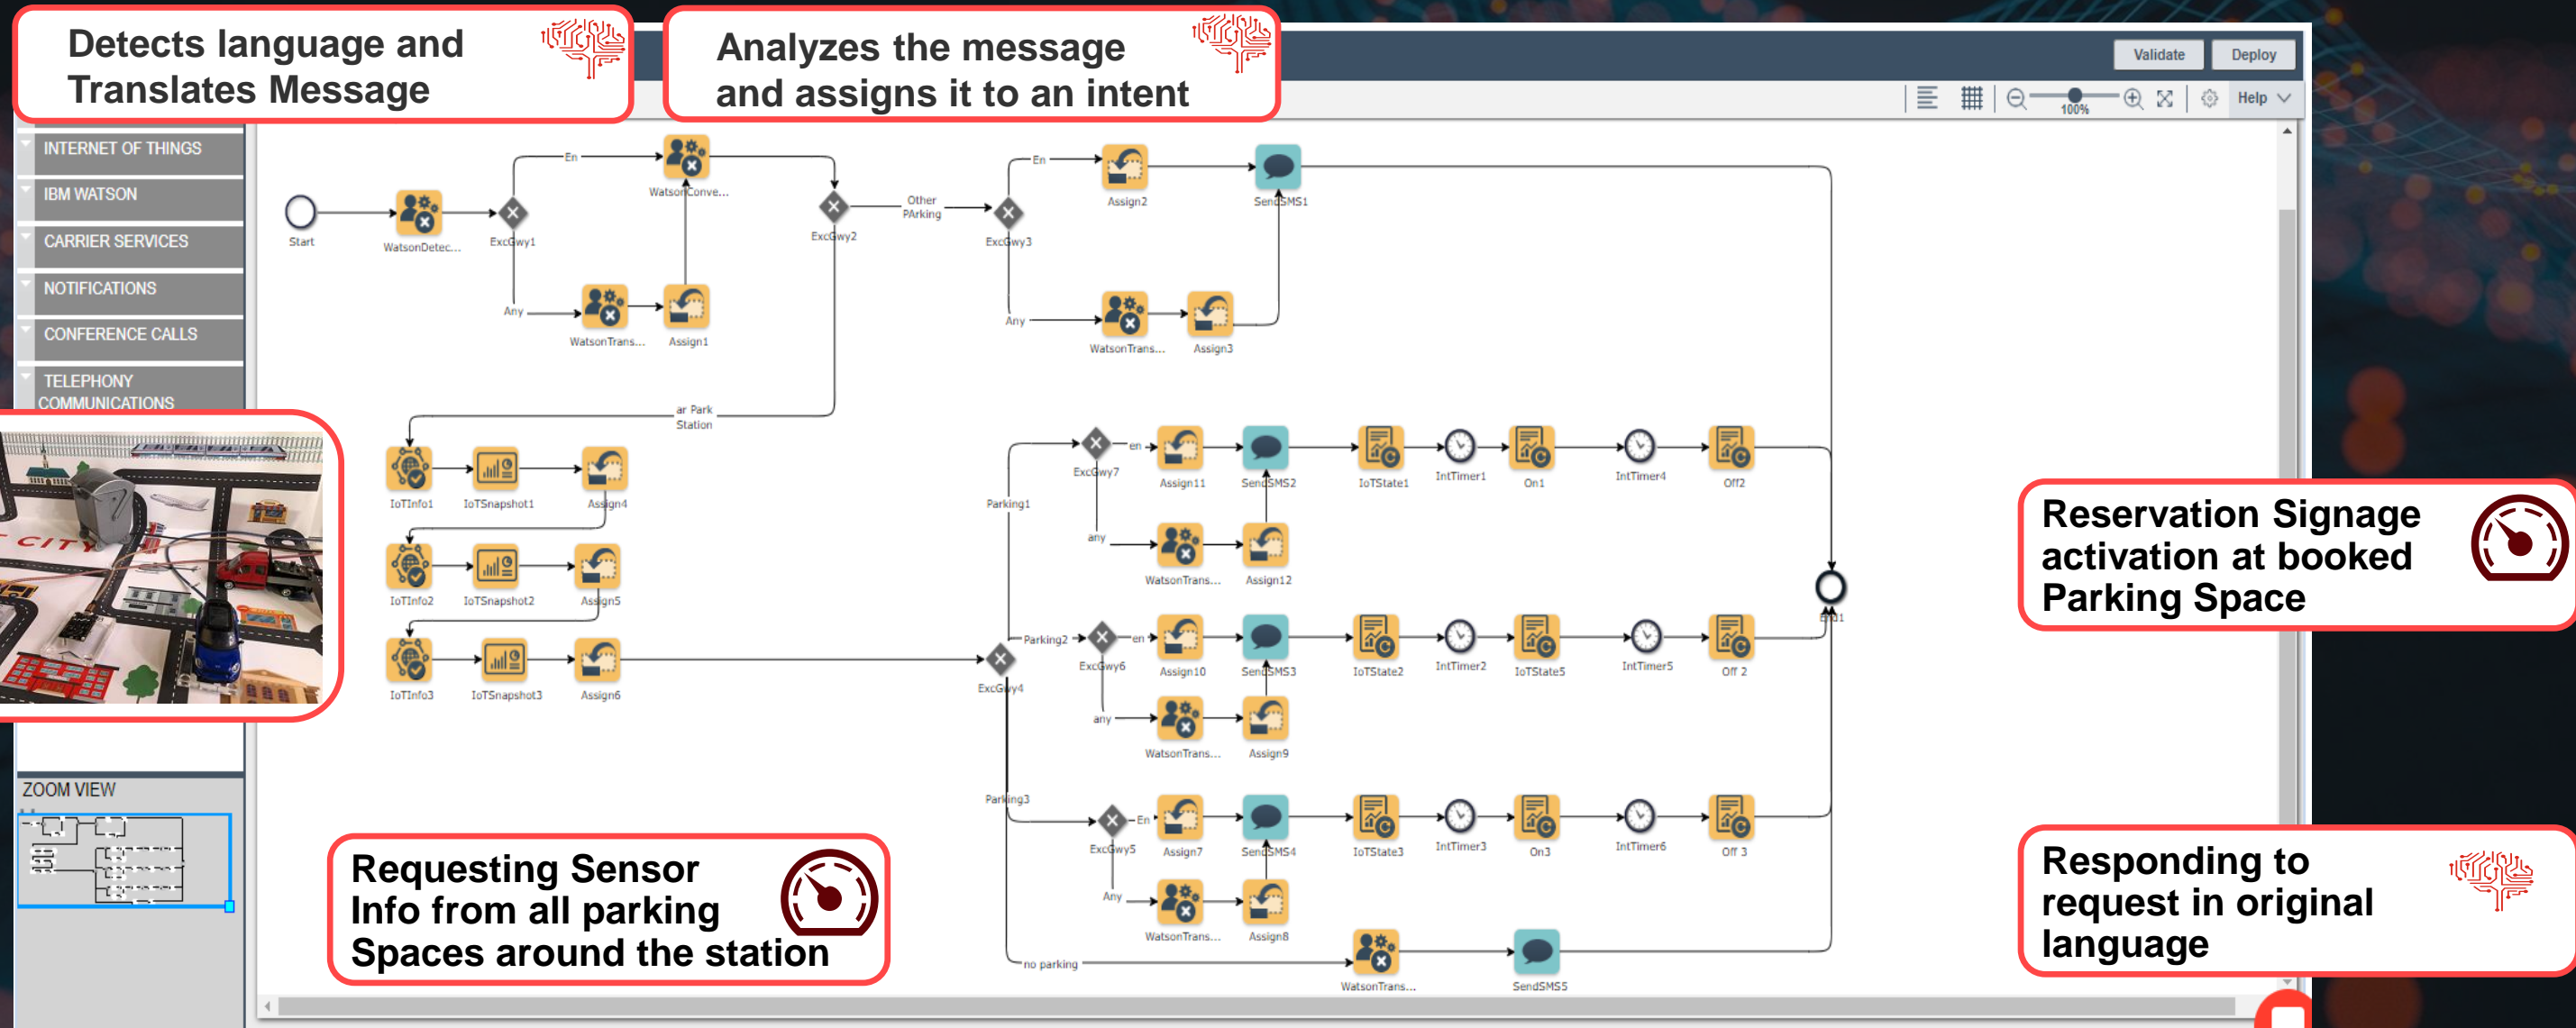 Detects language and
Translates Message
Analyzes the message
and assigns it to an intent
Validate
Deploy
100%
Help
INTERNET OF THINGS
IBM WATSON
CARRIER SERVICES
NOTIFICATIONS
CONFERENCE CALLS
TELEPHONY
COMMUNICATIONS
Start
WatsonDetec...
ExcGwy1
En
WatsonConve...
Any
WatsonTrans...
Assign1
ExcGwy2
Other
PArking
ExcGwy3
En
Assign2
SendSMS1
Any
WatsonTrans...
Assign3
ar Park
Station
IoTInfo1
IoTSnapshot1
Assign4
IoTInfo2
IoTSnapshot2
Assign5
IoTInfo3
IoTSnapshot3
Assign6
ExcGwy4
Parking1
ExcGwy7
en
Assign11
SendSMS2
IoTState1
IntTimer1
On1
IntTimer4
Off2
any
WatsonTrans...
Assign12
Parking2
ExcGwy6
en
Assign10
SendSMS3
IoTState2
IntTimer2
IoTState5
IntTimer5
Off 2
any
WatsonTrans...
Assign9
Parking3
ExcGwy5
En
Assign7
SendSMS4
IoTState3
IntTimer3
On3
IntTimer6
Off 3
Any
WatsonTrans...
Assign8
no parking
WatsonTrans...
SendSMS5
End1
CITY
ZOOM VIEW
Requesting Sensor
Info from all parking
Spaces around the station
Reservation Signage
activation at booked
Parking Space
Responding to
request in original
language